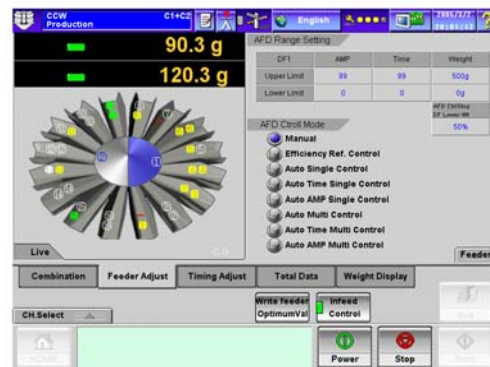 CCW
Production
C1+C2
English
2005/2/2
90.3 g
120.3 g
AFD Range Setting
DF1 AMP Time Weight
Upper Limit 99 99 500g
Lower Limit 0 0 0g
50%
AFD Ctroll Mode
Manual
Efficiency Ref. Control
Auto Single Control
Auto Time Single Control
Auto AMP Single Control
Auto Multi Control
Auto Time Multi Control
Auto AMP Multi Control
Live
Feeder
Combination Feeder Adjust Timing Adjust Total Data Weight Display
Write feeder OptimumVal
Infeed Control
CH.Select
Power Stop